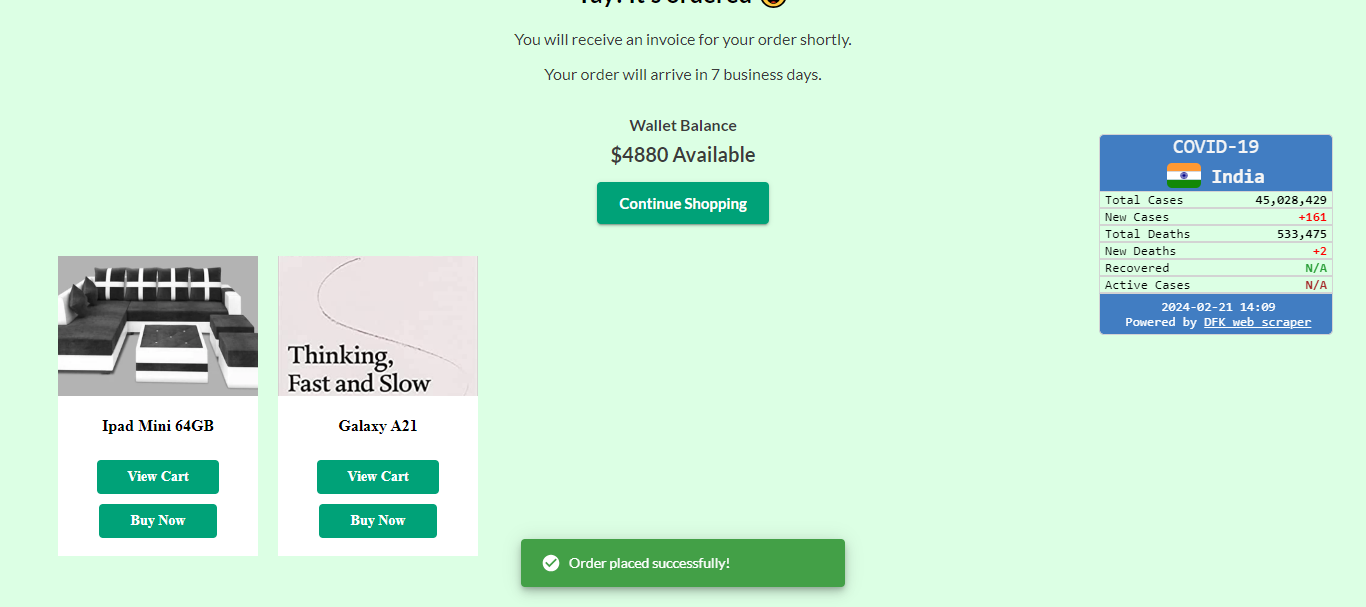 Yay! It's ordered 😃
You will receive an invoice for your order shortly.
Your order will arrive in 7 business days.
Wallet Balance
$4880 Available
Continue Shopping
COVID-19
India
Total Cases 45,028,429
New Cases +161
Total Deaths 533,475
New Deaths +2
Recovered N/A
Active Cases N/A
2024-02-21 14:09
Powered by DFK web scraper
Thinking,
Fast and Slow
Ipad Mini 64GB
Galaxy A21
View Cart
View Cart
Buy Now
Buy Now
Order placed successfully!